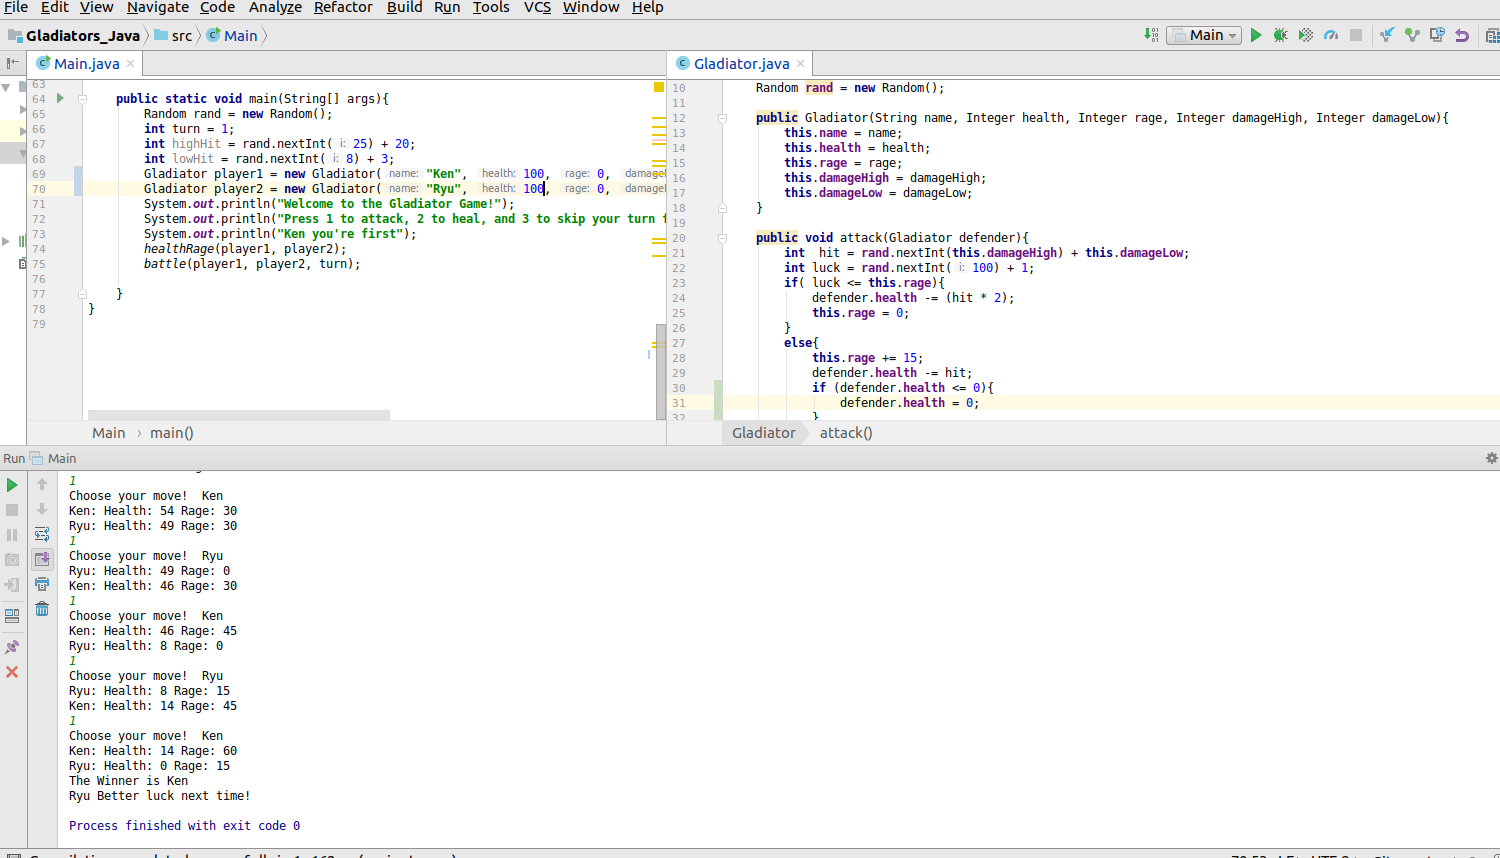 File Edit View Navigate Code Analyze Refactor Build Run Tools VCS Window Help
Gladiators_Java src Main Main
Main.java
63
64 public static void main(String[] args){
65 Random rand = new Random();
66 int turn = 1;
67 int highHit = rand.nextInt( i: 25) + 20;
68 int lowHit = rand.nextInt( i: 8) + 3;
69 Gladiator player1 = new Gladiator( name: "Ken", health: 100, rage: 0,
70 Gladiator player2 = new Gladiator( name: "Ryu", health: 100, rage: 0,
71 System.out.println("Welcome to the Gladiator Game!");
72 System.out.println("Press 1 to attack, 2 to heal, and 3 to skip your turn
73 System.out.println("Ken you're first");
74 healthRage(player1, player2);
75 battle(player1, player2, turn);
76
77 }
78 }
79
Main › main()
Gladiator.java
10 Random rand = new Random();
11
12 public Gladiator(String name, Integer health, Integer rage, Integer damageHigh, Integer damageLow){
13 this.name = name;
14 this.health = health;
15 this.rage = rage;
16 this.damageHigh = damageHigh;
17 this.damageLow = damageLow;
18 }
19
20 public void attack(Gladiator defender){
21 int  hit = rand.nextInt(this.damageHigh) + this.damageLow;
22 int luck = rand.nextInt( i: 100) + 1;
23 if( luck <= this.rage){
24 defender.health -= (hit * 2);
25 this.rage = 0;
26 }
27 else{
28 this.rage += 15;
29 defender.health -= hit;
30 if (defender.health <= 0){
31 defender.health = 0;
32 }
Gladiator attack()
Run Main
1
Choose your move!  Ken
Ken: Health: 54 Rage: 30
Ryu: Health: 49 Rage: 30
1
Choose your move!  Ryu
Ryu: Health: 49 Rage: 0
Ken: Health: 46 Rage: 30
1
Choose your move!  Ken
Ken: Health: 46 Rage: 45
Ryu: Health: 8 Rage: 0
1
Choose your move!  Ryu
Ryu: Health: 8 Rage: 15
Ken: Health: 14 Rage: 45
1
Choose your move!  Ken
Ken: Health: 14 Rage: 60
Ryu: Health: 0 Rage: 15
The Winner is Ken
Ryu Better luck next time!
Process finished with exit code 0